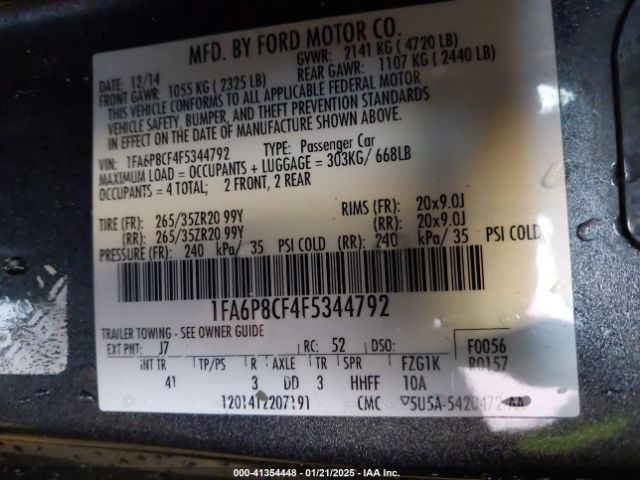 MFD. BY FORD MOTOR CO.
DATE: 12/14 GVWR: 2141 KG ( 4720 LB)
FRONT GAWR: 1055 KG ( 2325 LB) REAR GAWR: 1107 KG ( 2440 LB)
THIS VEHICLE CONFORMS TO ALL APPLICABLE FEDERAL MOTOR
VEHICLE SAFETY, BUMPER, AND THEFT PREVENTION STANDARDS
IN EFFECT ON THE DATE OF MANUFACTURE SHOWN ABOVE.
VIN: 1FA6P8CF4F5344792 TYPE: Passenger Car
MAXIMUM LOAD = OCCUPANTS + LUGGAGE = 303KG/ 668LB
OCCUPANTS = 4 TOTAL; 2 FRONT, 2 REAR
TIRE (FR): 265/35ZR20 99Y RIMS (FR): 20x9.0J
(RR): 265/35ZR20 99Y (RR): 20x9.0J
PRESSURE (FR): 240 kPa/ 35 PSI COLD (RR): 240 kPa/ 35 PSI COLD
1FA6P8CF4F5344792
TRAILER TOWING - SEE OWNER GUIDE
EXT PNT: J7 RC: 52 DSO: F0056
INT TR TP/PS R AXLE TR SPR FZG1K R0157
41 3 DD 3 HHFF 10A
1201412207191 CMC ▽5U5A-5420472-AA
000-41354448 - 01/21/2025 - IAA Inc.